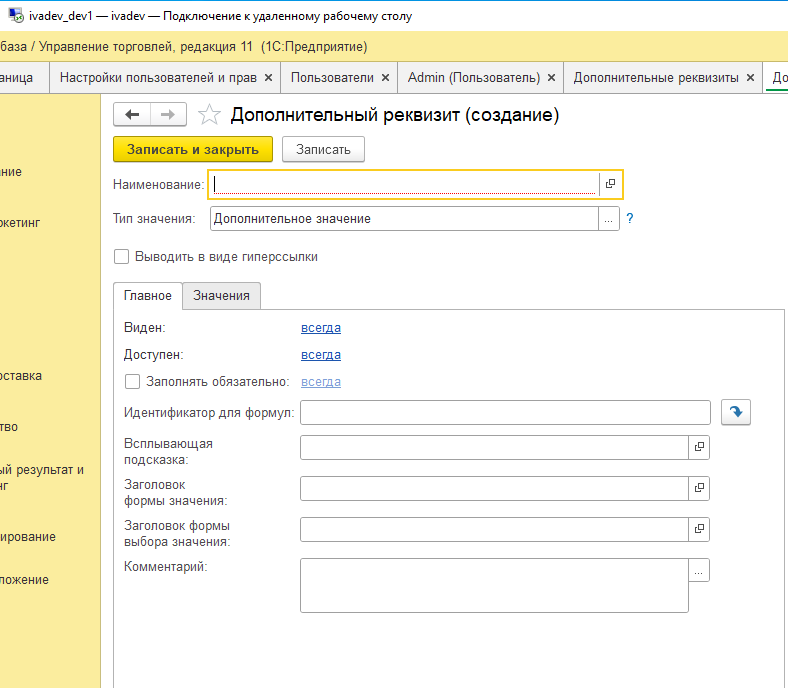 ivadev_dev1 — ivadev — Подключение к удаленному рабочему столу
база / Управление торговлей, редакция 11 (1С:Предприятие)
аница Настройки пользователей и прав × Пользователи × Admin (Пользователь) × Дополнительные реквизиты × До
Дополнительный реквизит (создание)
Записать и закрыть Записать
ние
Наименование:
Тип значения: Дополнительное значение ... ?
ркетинг
Выводить в виде гиперссылки
Главное Значения
Виден: всегда
Доступен: всегда
оставка
Заполнять обязательно: всегда
Идентификатор для формул:
тво
Всплывающая
подсказка:
ый результат и
нг
Заголовок
формы значения:
Заголовок формы
выбора значения:
ирование
Комментарий: ...
ложение